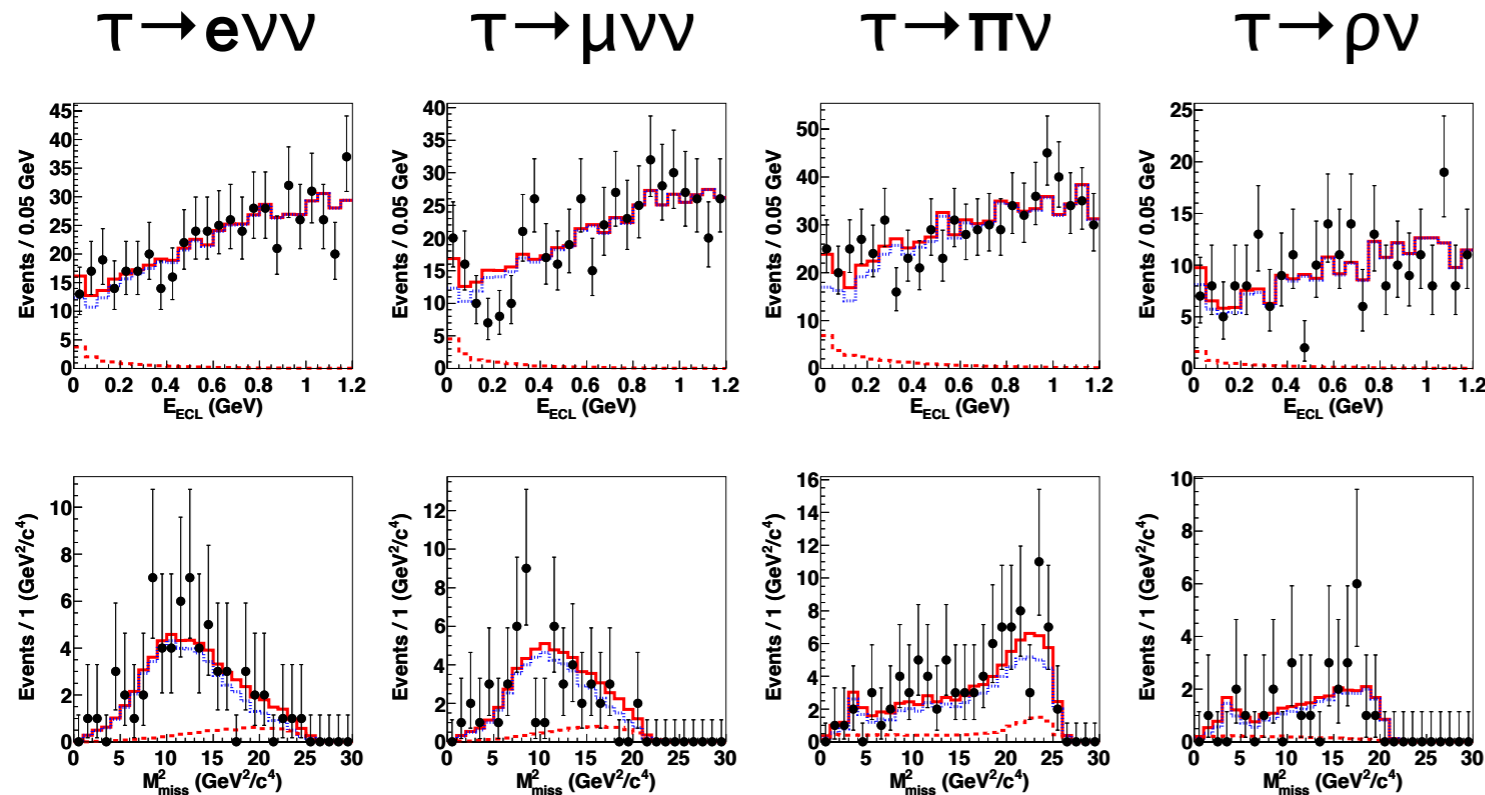 τ→eνν τ→μνν τ→πν τ→ρν
Events / 0.05 GeV
45
40
35
30
25
20
15
10
5
0
0 0.2 0.4 0.6 0.8 1 1.2
E_ECL (GeV)
Events / 0.05 GeV
40
35
30
25
20
15
10
5
0
0 0.2 0.4 0.6 0.8 1 1.2
E_ECL (GeV)
Events / 0.05 GeV
50
40
30
20
10
0
0 0.2 0.4 0.6 0.8 1 1.2
E_ECL (GeV)
Events / 0.05 GeV
25
20
15
10
5
0
0 0.2 0.4 0.6 0.8 1 1.2
E_ECL (GeV)
Events / 1 (GeV²/c⁴)
10
8
6
4
2
0
0 5 10 15 20 25 30
M²_miss (GeV²/c⁴)
Events / 1 (GeV²/c⁴)
12
10
8
6
4
2
0
0 5 10 15 20 25 30
M²_miss (GeV²/c⁴)
Events / 1 (GeV²/c⁴)
16
14
12
10
8
6
4
2
0
0 5 10 15 20 25 30
M²_miss (GeV²/c⁴)
Events / 1 (GeV²/c⁴)
10
8
6
4
2
0
0 5 10 15 20 25 30
M²_miss (GeV²/c⁴)